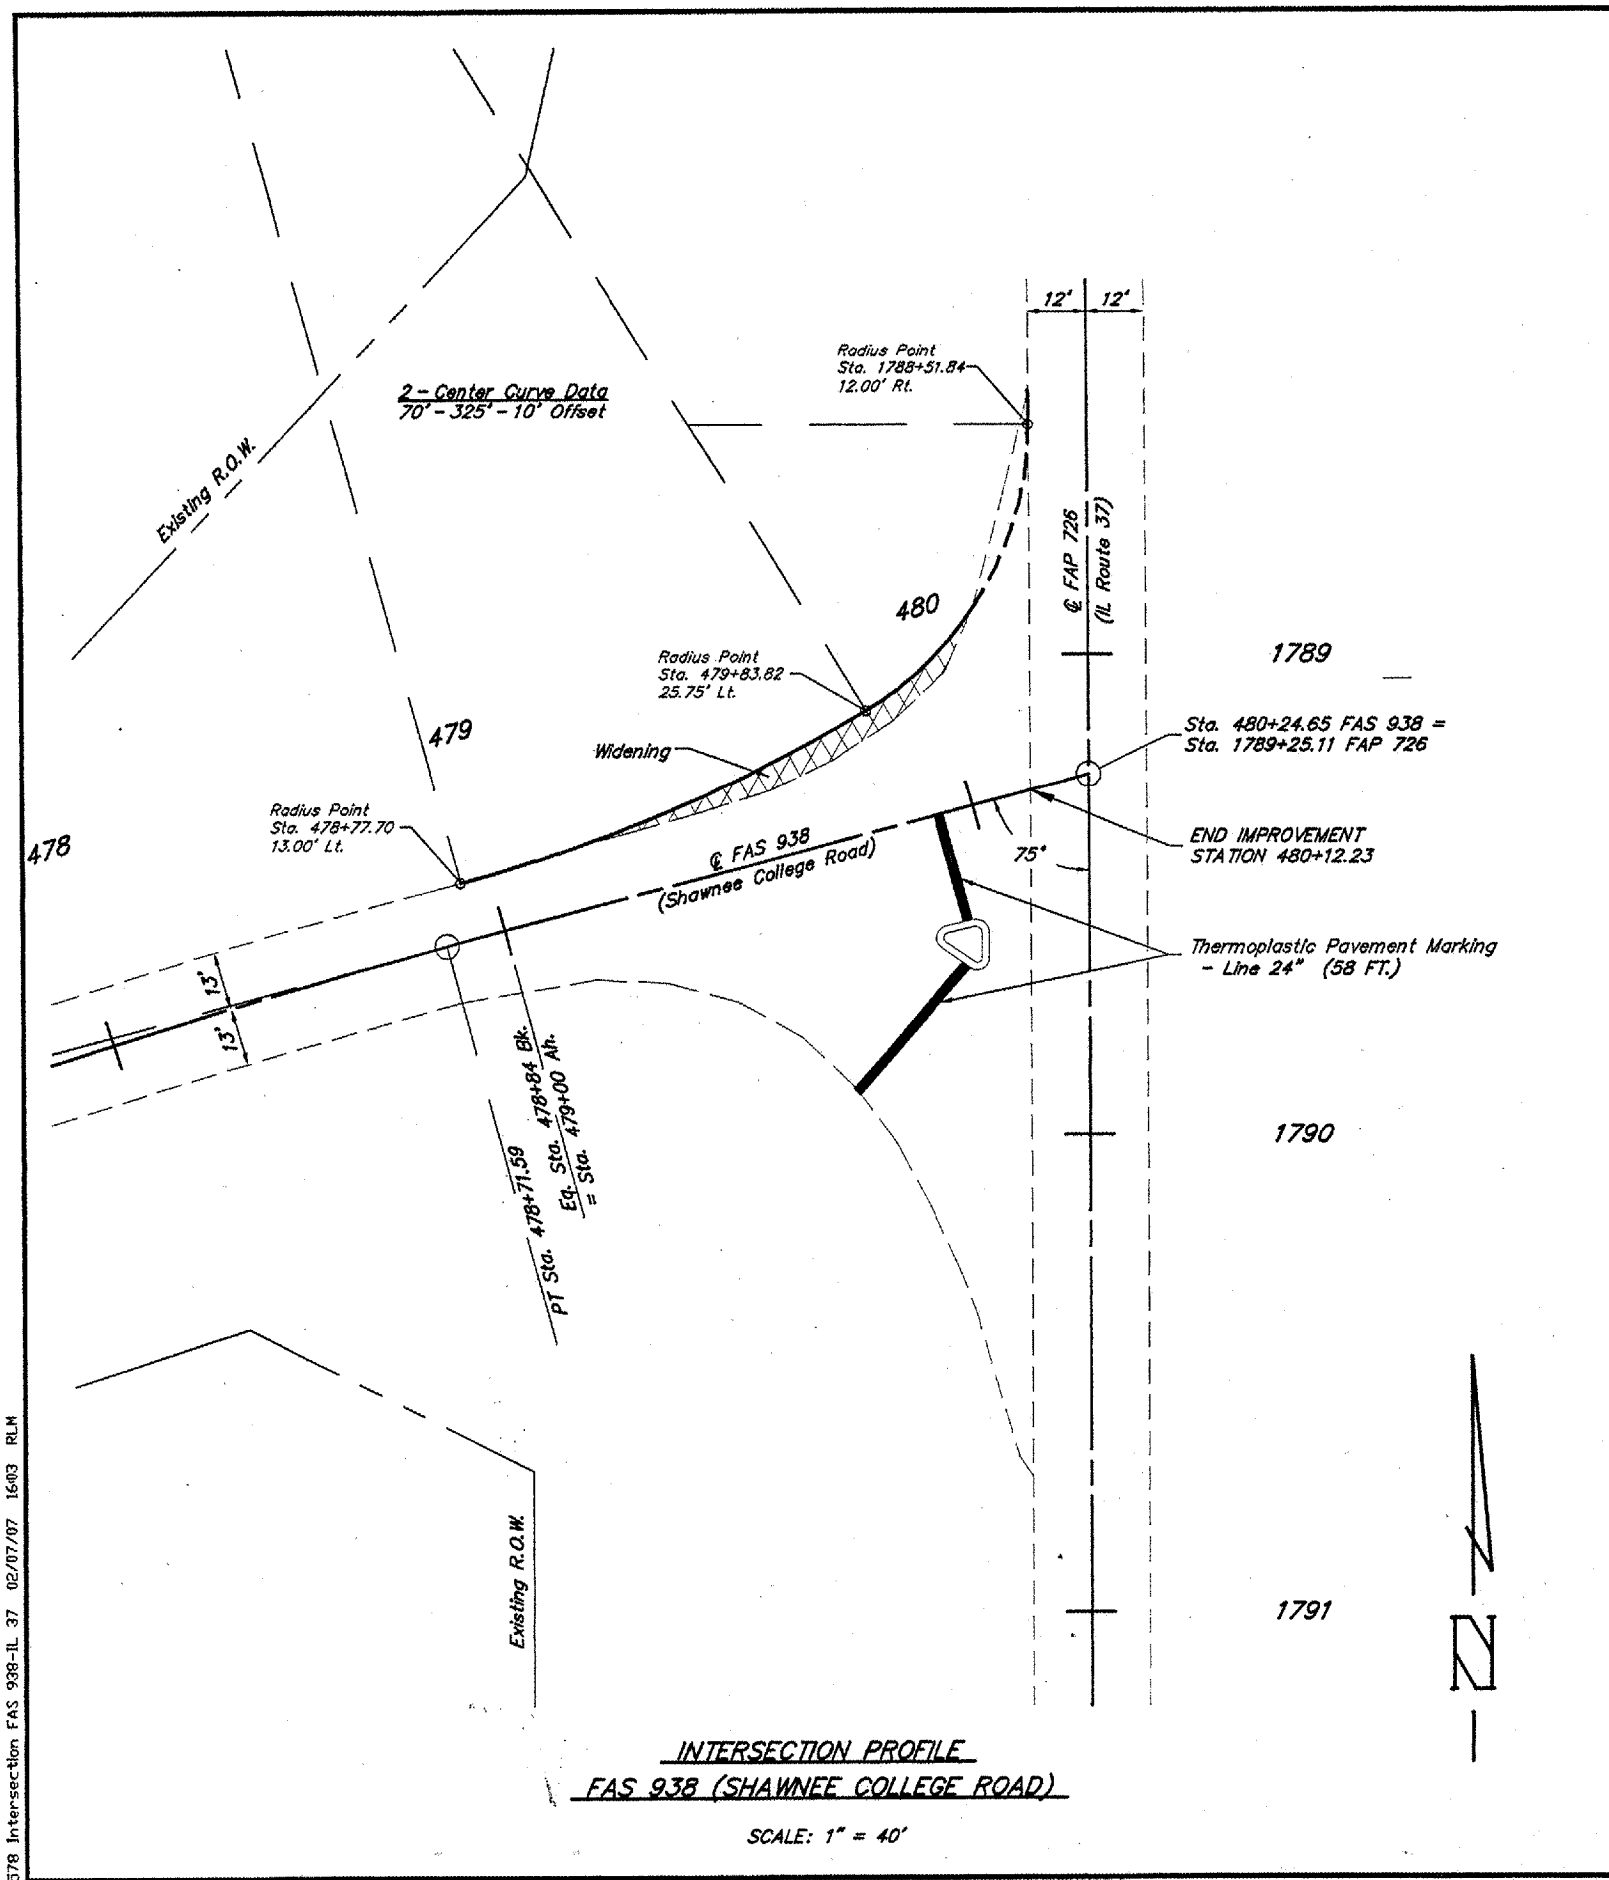 12' 12'
Radius Point
Sta. 1788+51.84
12.00' Rt.
2 - Center Curve Data
70' - 325' - 10' Offset
Existing R.O.W.
℄ FAP 726
(IL Route 37)
480
1789
Radius Point
Sta. 479+83.82
25.75' Lt.
479
Sta. 480+24.65 FAS 938 =
Sta. 1789+25.11 FAP 726
Widening
Radius Point
Sta. 478+77.70
13.00' Lt.
478
℄ FAS 938
(Shawnee College Road)
75°
END IMPROVEMENT
STATION 480+12.23
Thermoplastic Pavement Marking
- Line 24" (58 FT.)
13'
13'
PT Sta. 478+71.59
Eq. Sta. 478+84 Bk.
= Sta. 479+00 Ah.
1790
Existing R.O.W.
1791
N
INTERSECTION PROFILE
FAS 938 (SHAWNEE COLLEGE ROAD)
SCALE: 1" = 40'
578 Intersection FAS 938-IL 37 02/07/07 16:03 RLM